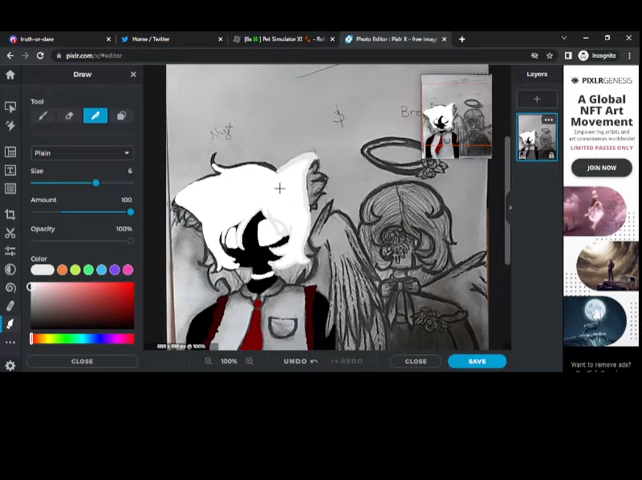 truth-or-dare
Home / Twitter
Pet Simulator X!
Photo Editor : Pixlr X - free imag
pixlr.com/x/#editor
Incognito
Draw
Tool
Plain
Size 6
Amount 100
Opacity 100%
Color
CLOSE
Nut
100%
UNDO
REDO
CLOSE
SAVE
Layers
PIXLRGENESIS
A Global
NFT Art
Movement
Empowering artists and
art connoisseurs worldwide!
LIMITED PASSES ONLY
JOIN NOW
Want to remove ads?